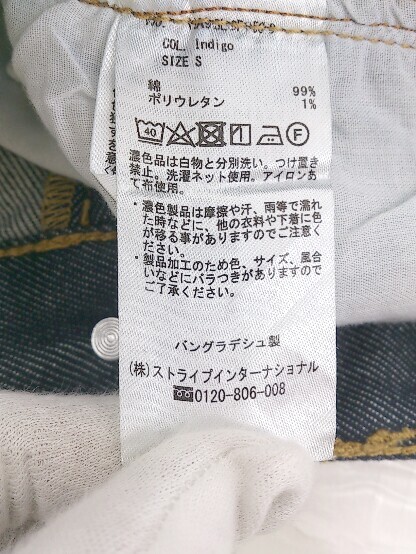 COL. Indigo
SIZE S
綿 99%
ポリウレタン 1%
40
F
濃色品は白物と分別洗い。つけ置き
禁止。洗濯ネット使用。アイロンあ
て布使用。
・濃色製品は摩擦や汗、雨等で濡れ
た時などに、他の衣料や下着に色
が移る事がありますのでご注意く
ださい。
・製品加工のため色、サイズ、風合
いなどにバラつきがありますので
ご了承ください。
バングラデシュ製
(株)ストライプインターナショナル
0120-806-008